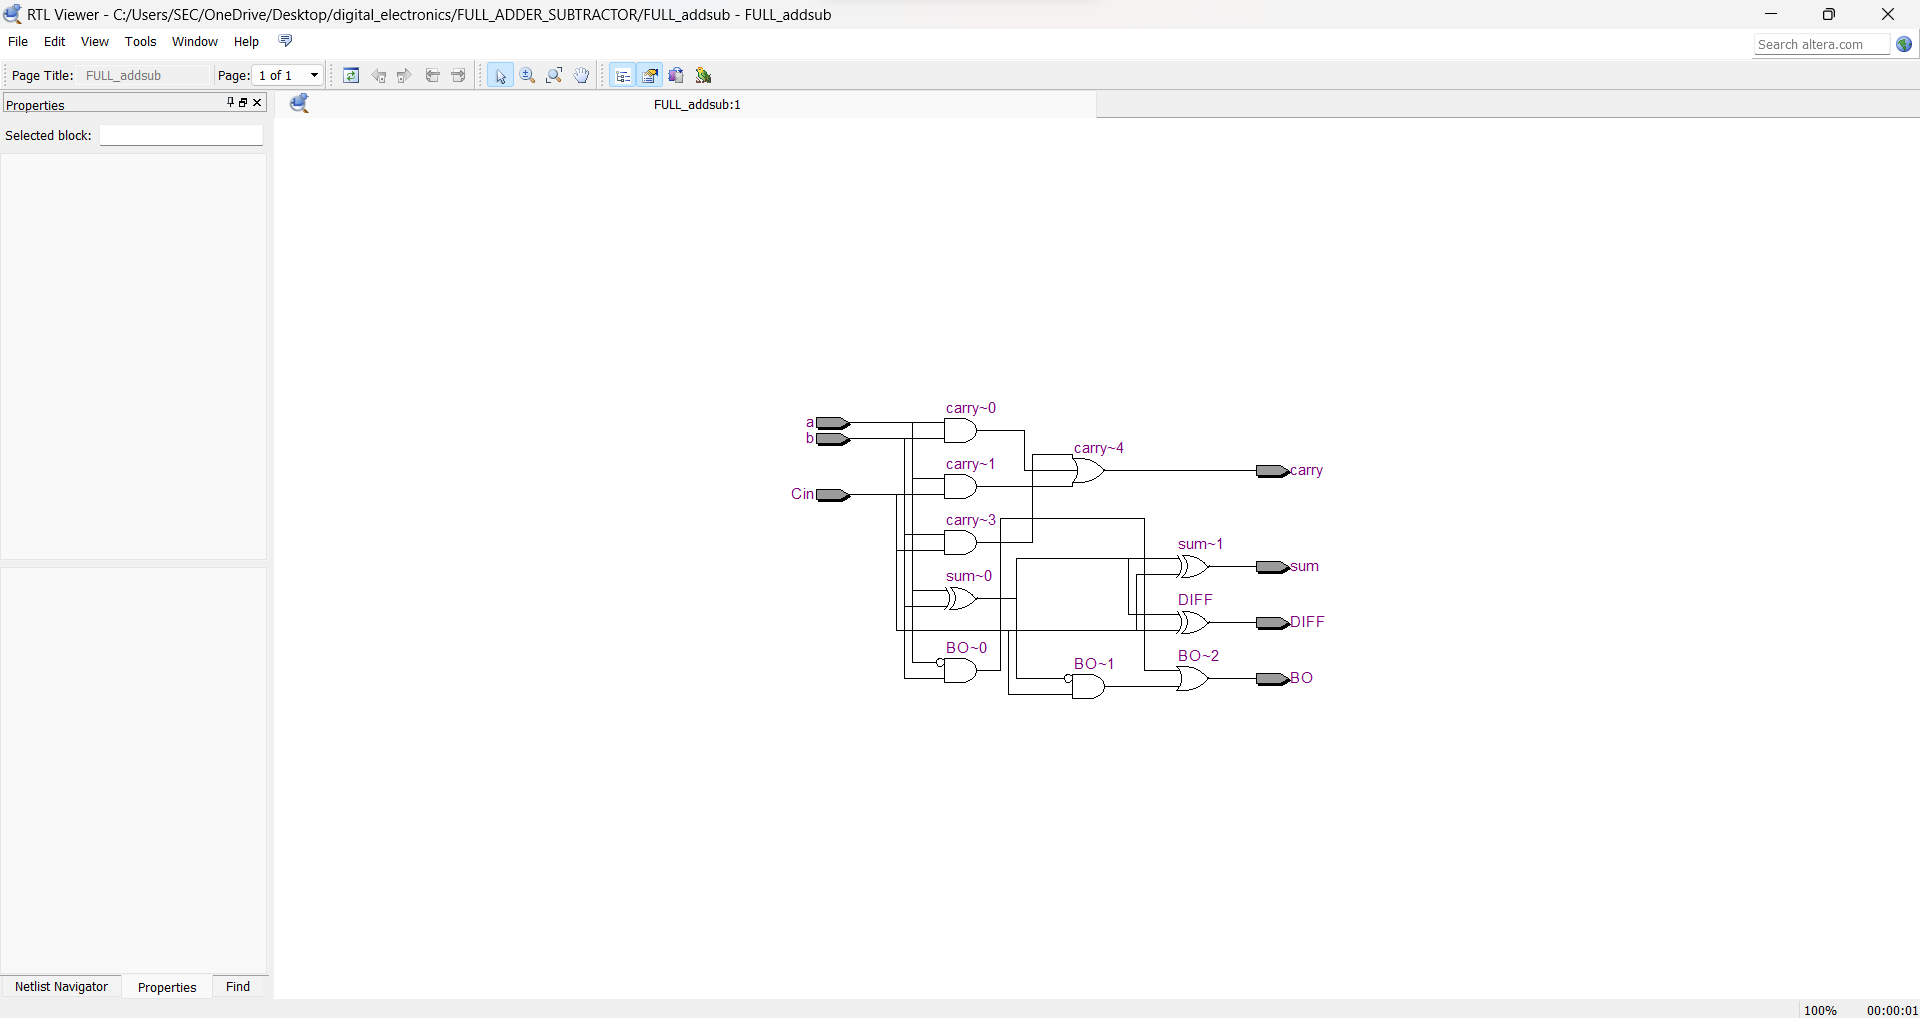 RTL Viewer - C:/Users/SEC/OneDrive/Desktop/digital_electronics/FULL_ADDER_SUBTRACTOR/FULL_addsub - FULL_addsub
File Edit View Tools Window Help
Search altera.com
Page Title: FULL_addsub Page: 1 of 1
Properties
FULL_addsub:1
Selected block:
carry~0
a
b
carry~4
carry~1
carry
Cin
carry~3
sum~1
sum~0
sum
DIFF
DIFF
BO~0
BO~1
BO~2
BO
Netlist Navigator Properties Find
100% 00:00:01